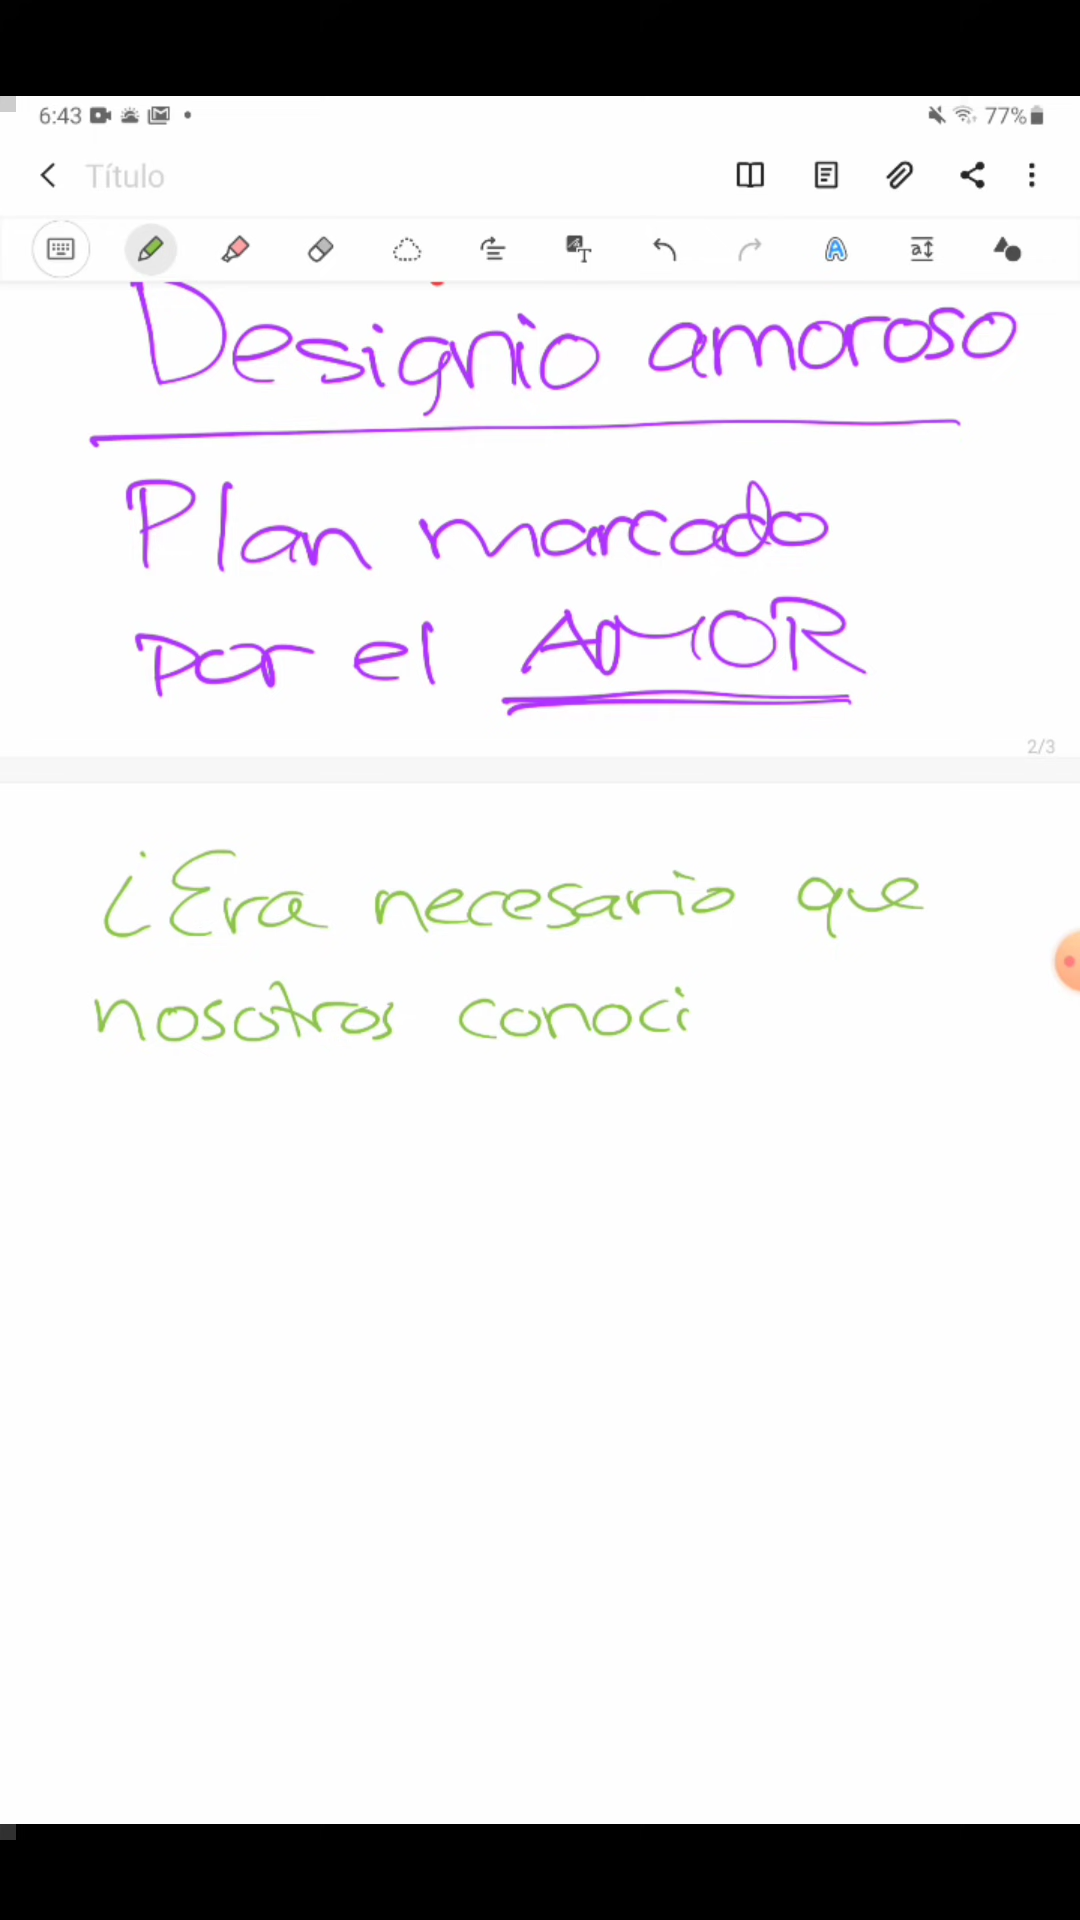 6:43
77%
Título
Designio amoroso
Plan marcado
por el AMOR
2/3
¿Era necesario que
nosotros conoci